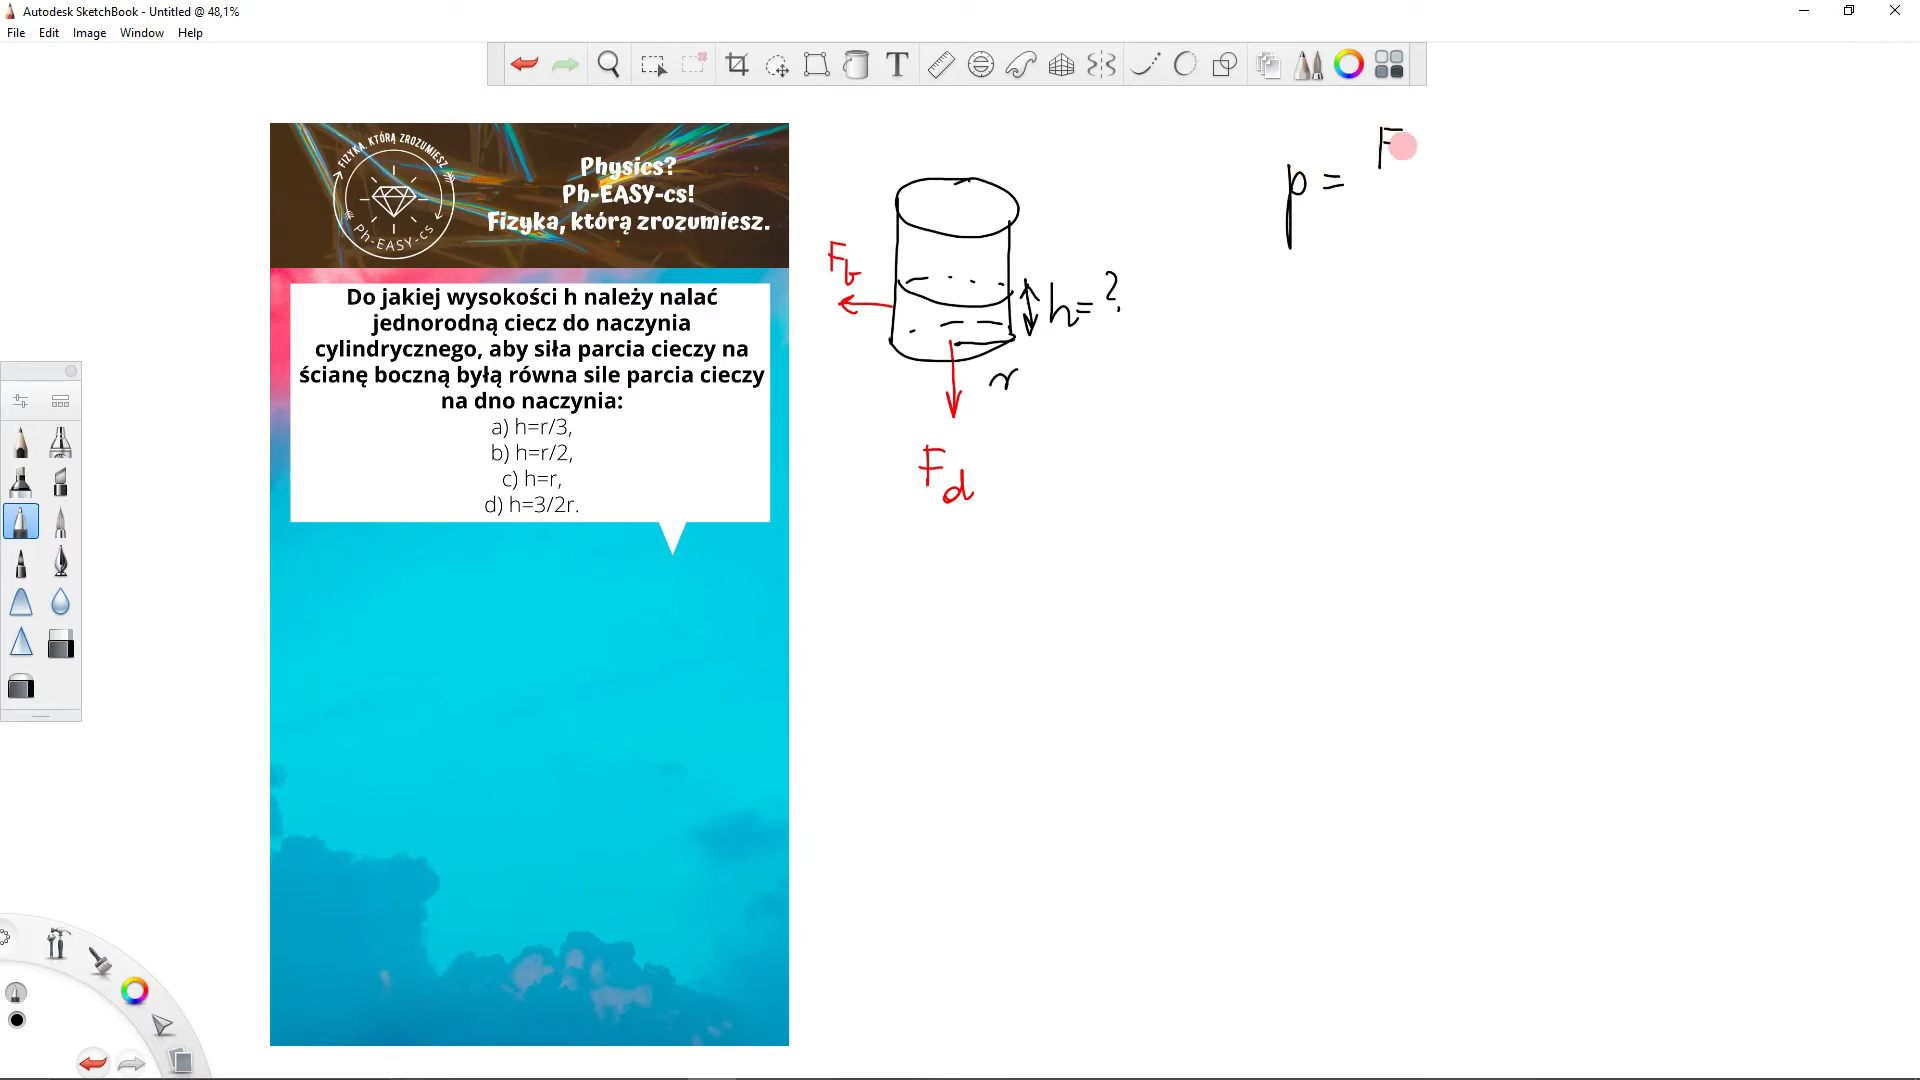 Autodesk SketchBook - Untitled @ 48,1%
File Edit Image Window Help
FIZYKA, KTÓRĄ ZROZUMIESZ
Ph-EASY-cs
Physics?
Ph-EASY-cs!
Fizyka, którą zrozumiesz.
Do jakiej wysokości h należy nalać
jednorodną ciecz do naczynia
cylindrycznego, aby siła parcia cieczy na
ścianę boczną byłą równa sile parcia cieczy
na dno naczynia:
a) h=r/3,
b) h=r/2,
c) h=r,
d) h=3/2r.
F_b
h=?
r
F_d
p = F